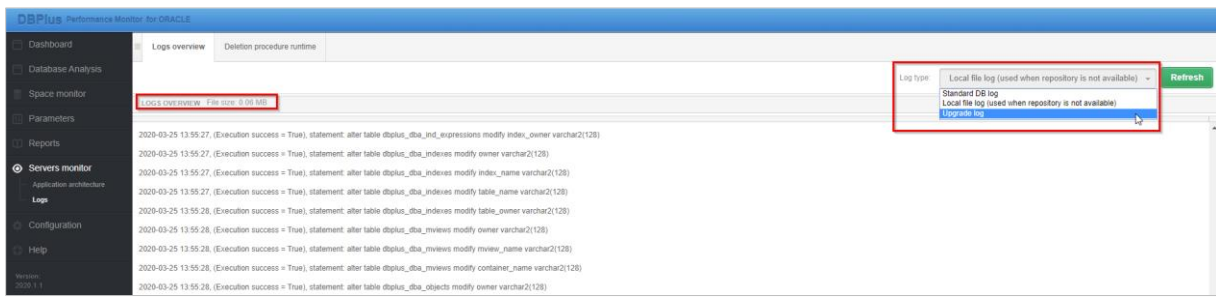 DBPlus Performance Monitor for ORACLE
Dashboard
Database Analysis
Space monitor
Parameters
Reports
Servers monitor
Application architecture
Logs
Configuration
Help
Version:
2020.1.1
Logs overview
Deletion procedure runtime
Log type:
Local file log (used when repository is not available)
Refresh
Standard DB log
Local file log (used when repository is not available)
Upgrade log
LOGS OVERVIEW File size: 0.06 MB
2020-03-25 13:55:27, (Execution success = True), statement: alter table dbplus_dba_ind_expressions modify index_owner varchar2(128)
2020-03-25 13:55:27, (Execution success = True), statement: alter table dbplus_dba_indexes modify owner varchar2(128)
2020-03-25 13:55:27, (Execution success = True), statement: alter table dbplus_dba_indexes modify index_name varchar2(128)
2020-03-25 13:55:27, (Execution success = True), statement: alter table dbplus_dba_indexes modify table_name varchar2(128)
2020-03-25 13:55:28, (Execution success = True), statement: alter table dbplus_dba_indexes modify table_owner varchar2(128)
2020-03-25 13:55:28, (Execution success = True), statement: alter table dbplus_dba_mviews modify owner varchar2(128)
2020-03-25 13:55:28, (Execution success = True), statement: alter table dbplus_dba_mviews modify mview_name varchar2(128)
2020-03-25 13:55:28, (Execution success = True), statement: alter table dbplus_dba_mviews modify container_name varchar2(128)
2020-03-25 13:55:28, (Execution success = True), statement: alter table dbplus_dba_objects modify owner varchar2(128)